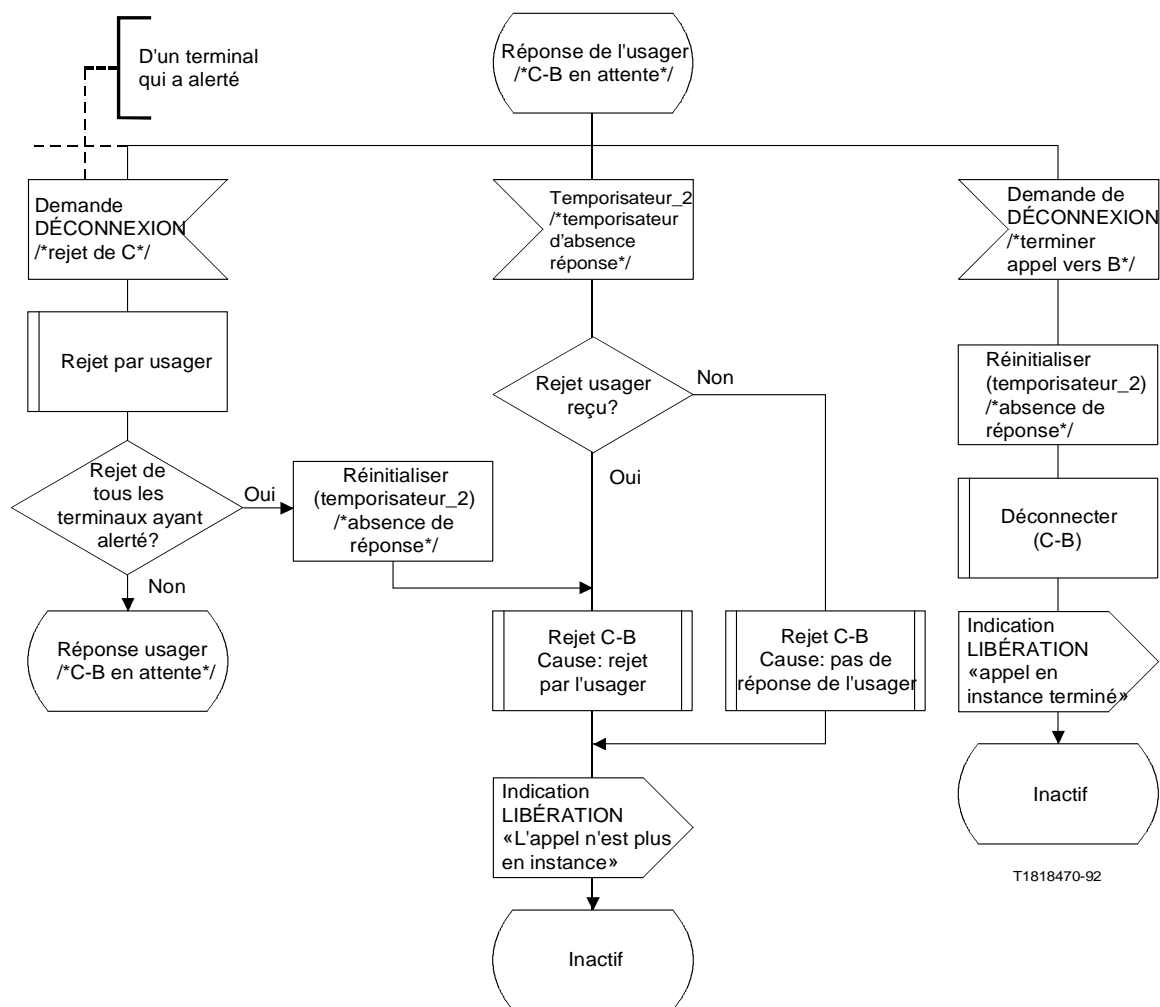 D'un terminal
qui a alerté
Réponse de l'usager
/*C-B en attente*/
Demande
DÉCONNEXION
/*rejet de C*/
Temporisateur_2
/*temporisateur
d'absence
réponse*/
Demande de
DÉCONNEXION
/*terminer
appel vers B*/
Rejet par usager
Rejet usager
reçu?
Non
Oui
Réinitialiser
(temporisateur_2)
/*absence de
réponse*/
Rejet de
tous les
terminaux ayant
alerté?
Oui
Non
Réinitialiser
(temporisateur_2)
/*absence de
réponse*/
Déconnecter
(C-B)
Réponse usager
/*C-B en attente*/
Rejet C-B
Cause: rejet
par l'usager
Rejet C-B
Cause: pas de
réponse de l'usager
Indication
LIBÉRATION
«appel en
instance terminé»
Indication
LIBÉRATION
«L'appel n'est plus
en instance»
Inactif
T1818470-92
Inactif